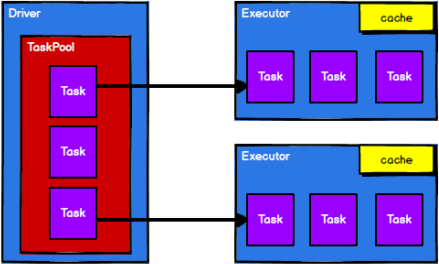 Driver
TaskPool
Task
Task
Task
Executor
cache
Task Task Task
Executor
cache
Task Task Task